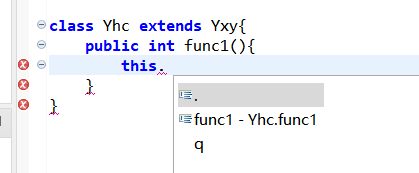 class Yhc extends Yxy{
public int func1(){
this.
}
}
.
func1 - Yhc.func1
q